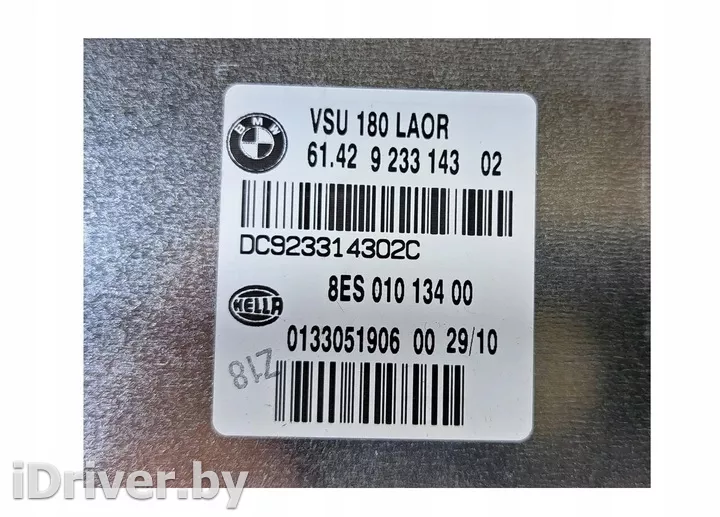 BMW
VSU 180 LAOR
61.42 9 233 143 02
DC923314302C
8ES 010 134 00
HELLA
0133051906 00 29/10
Z18
iDriver.by